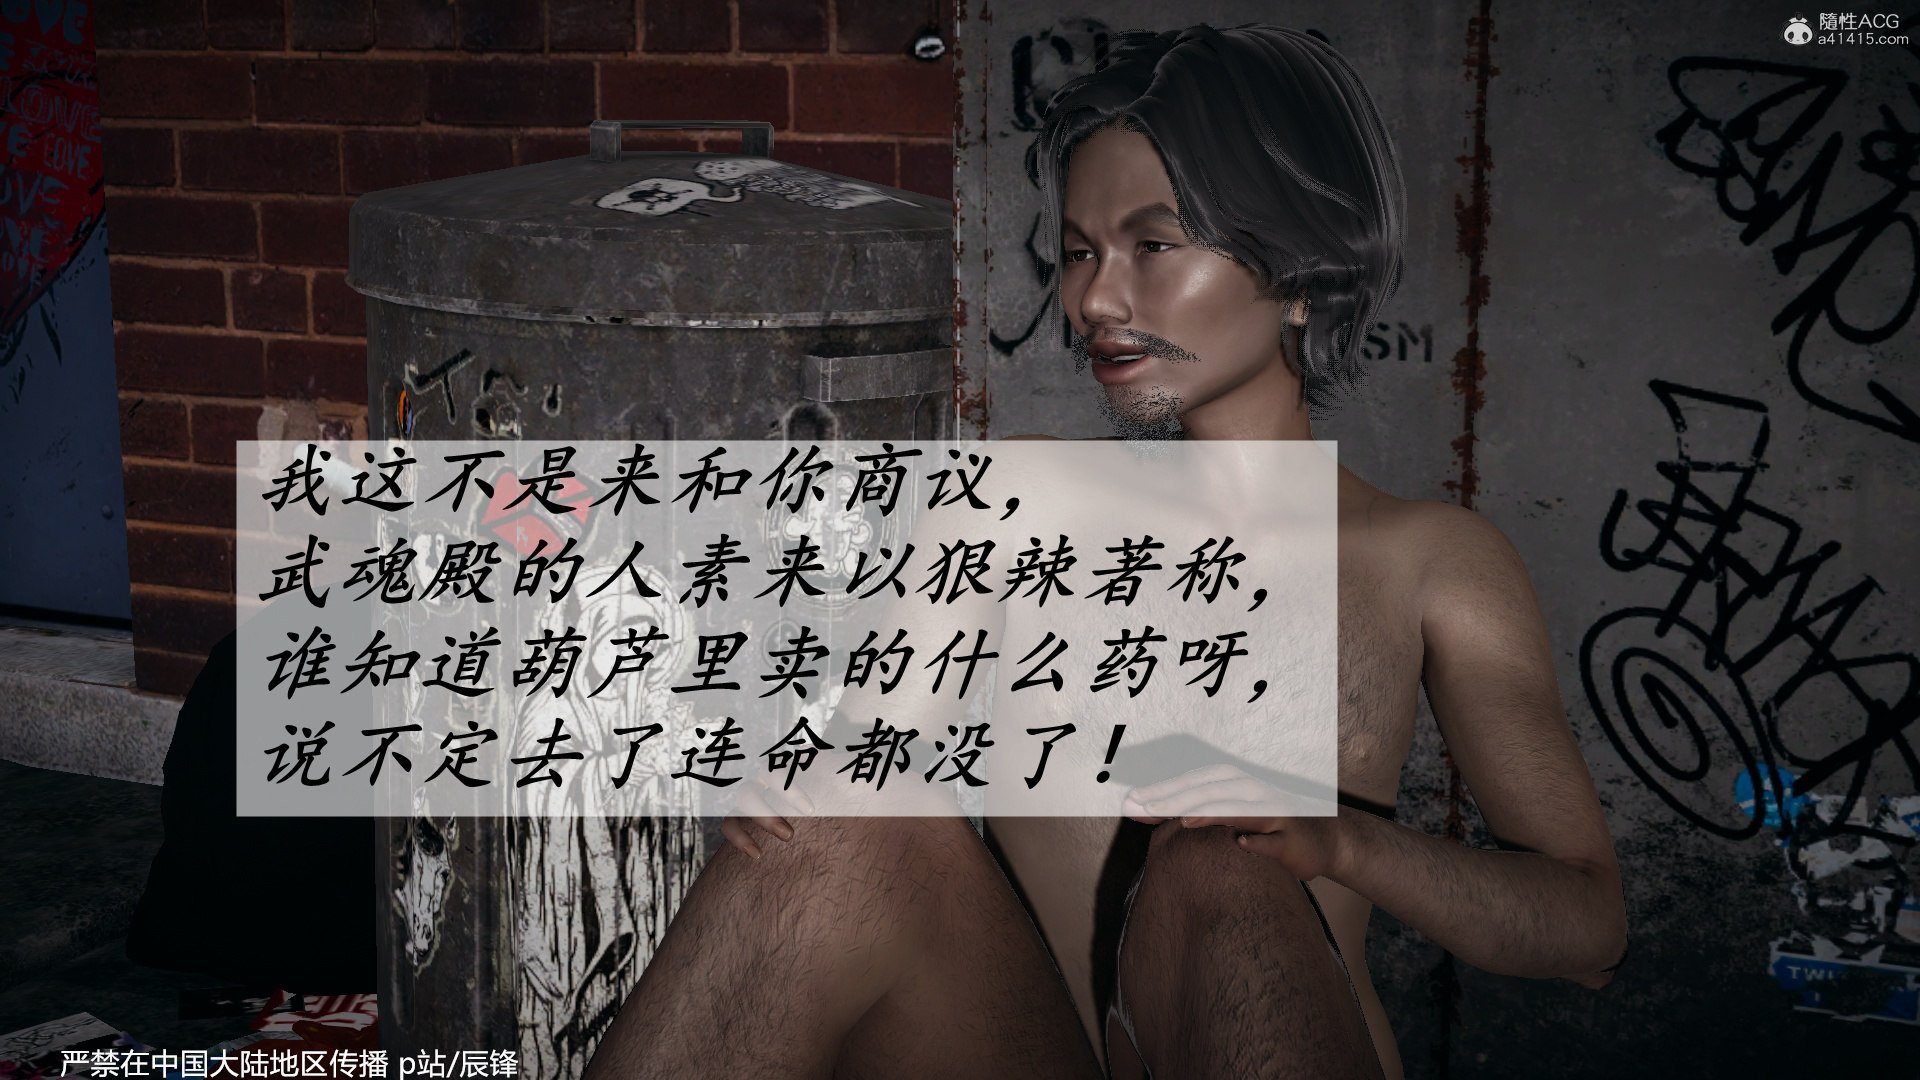 隨性ACG
a41415.com
我这不是来和你商议，
武魂殿的人素来以狠辣著称，
谁知道葫芦里卖的什么药呀，
说不定去了连命都没了！
严禁在中国大陆地区传播 p站/辰锋